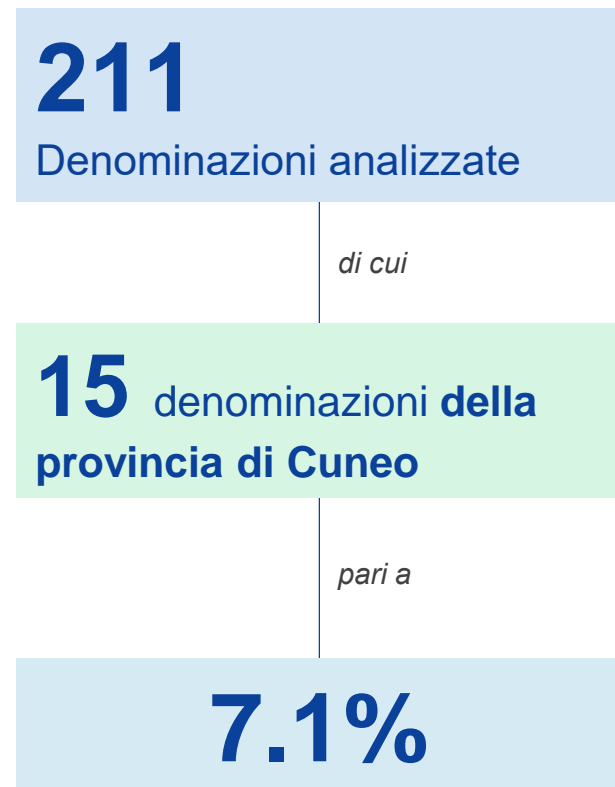 211
Denominazioni analizzate
di cui
15 denominazioni della
provincia di Cuneo
pari a
7.1%